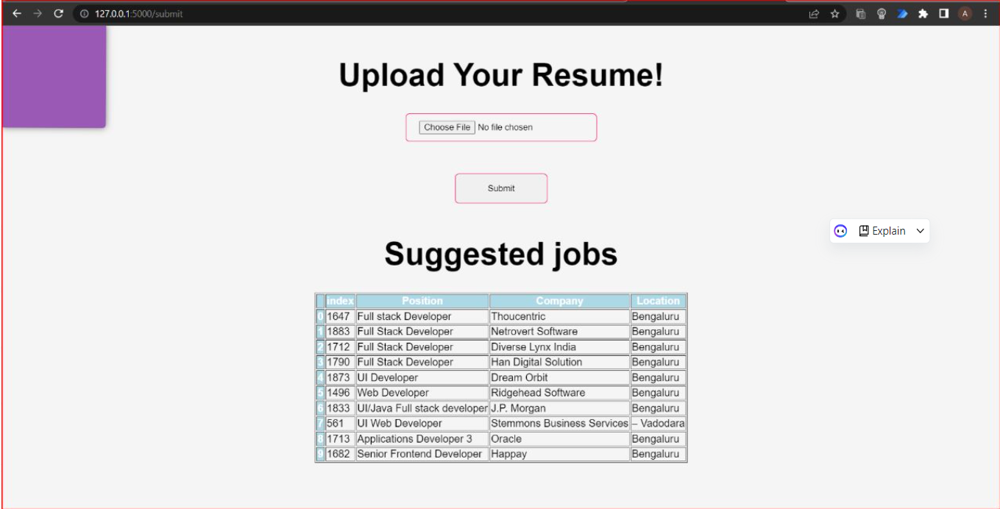 127.0.0.1:5000/submit
A
Upload Your Resume!
Choose File No file chosen
Submit
Explain
Suggested jobs
index Position Company Location
0 1647 Full stack Developer Thoucentric Bengaluru
1 1883 Full Stack Developer Netrovert Software Bengaluru
2 1712 Full Stack Developer Diverse Lynx India Bengaluru
3 1790 Full Stack Developer Han Digital Solution Bengaluru
4 1873 UI Developer Dream Orbit Bengaluru
5 1496 Web Developer Ridgehead Software Bengaluru
6 1833 UI/Java Full stack developer J.P. Morgan Bengaluru
7 561 UI Web Developer Stemmons Business Services – Vadodara
8 1713 Applications Developer 3 Oracle Bengaluru
9 1682 Senior Frontend Developer Happay Bengaluru